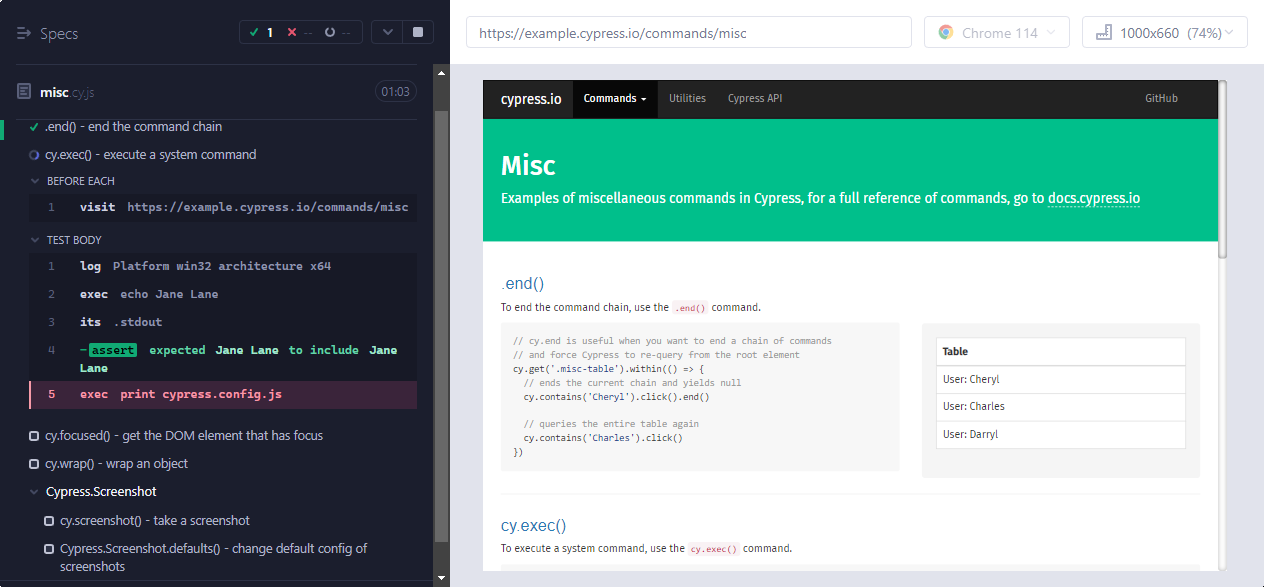 Specs
1 -- --
misc.cy.js 01:03
.end() - end the command chain
cy.exec() - execute a system command
BEFORE EACH
1 visit https://example.cypress.io/commands/misc
TEST BODY
1 log Platform win32 architecture x64
2 exec echo Jane Lane
3 its .stdout
4 -assert expected Jane Lane to include Jane
Lane
5 exec print cypress.config.js
cy.focused() - get the DOM element that has focus
cy.wrap() - wrap an object
Cypress.Screenshot
cy.screenshot() - take a screenshot
Cypress.Screenshot.defaults() - change default config of
screenshots
https://example.cypress.io/commands/misc
Chrome 114
1000x660 (74%)
cypress.io Commands Utilities Cypress API GitHub
Misc
Examples of miscellaneous commands in Cypress, for a full reference of commands, go to docs.cypress.io
.end()
To end the command chain, use the .end() command.
// cy.end is useful when you want to end a chain of commands
// and force Cypress to re-query from the root element
cy.get('.misc-table').within(() => {
// ends the current chain and yields null
cy.contains('Cheryl').click().end()
// queries the entire table again
cy.contains('Charles').click()
})
Table
User: Cheryl
User: Charles
User: Darryl
cy.exec()
To execute a system command, use the cy.exec() command.